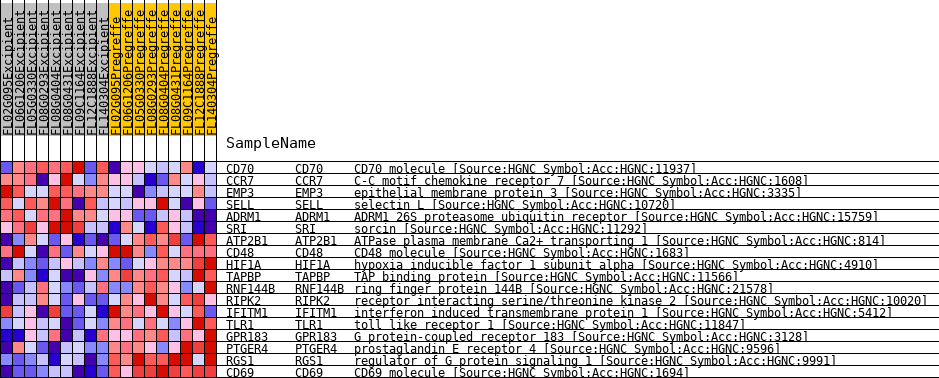 FL02G095Excipient
FL06G1206Excipient
FL05G0330Excipient
FL08G0293Excipient
FL08G0404Excipient
FL08G0431Excipient
FL09C1164Excipient
FL12C1888Excipient
FL140304Excipient
FL02G095Pregreffe
FL06G1206Pregreffe
FL05G0330Pregreffe
FL08G0293Pregreffe
FL08G0404Pregreffe
FL08G0431Pregreffe
FL09C1164Pregreffe
FL12C1888Pregreffe
FL140304Pregreffe
SampleName
CD70 CD70 CD70 molecule [Source:HGNC Symbol;Acc:HGNC:11937]
CCR7 CCR7 C-C motif chemokine receptor 7 [Source:HGNC Symbol;Acc:HGNC:1608]
EMP3 EMP3 epithelial membrane protein 3 [Source:HGNC Symbol;Acc:HGNC:3335]
SELL SELL selectin L [Source:HGNC Symbol;Acc:HGNC:10720]
ADRM1 ADRM1 ADRM1 26S proteasome ubiquitin receptor [Source:HGNC Symbol;Acc:HGNC:15759]
SRI SRI sorcin [Source:HGNC Symbol;Acc:HGNC:11292]
ATP2B1 ATP2B1 ATPase plasma membrane Ca2+ transporting 1 [Source:HGNC Symbol;Acc:HGNC:814]
CD48 CD48 CD48 molecule [Source:HGNC Symbol;Acc:HGNC:1683]
HIF1A HIF1A hypoxia inducible factor 1 subunit alpha [Source:HGNC Symbol;Acc:HGNC:4910]
TAPBP TAPBP TAP binding protein [Source:HGNC Symbol;Acc:HGNC:11566]
RNF144B RNF144B ring finger protein 144B [Source:HGNC Symbol;Acc:HGNC:21578]
RIPK2 RIPK2 receptor interacting serine/threonine kinase 2 [Source:HGNC Symbol;Acc:HGNC:10020]
IFITM1 IFITM1 interferon induced transmembrane protein 1 [Source:HGNC Symbol;Acc:HGNC:5412]
TLR1 TLR1 toll like receptor 1 [Source:HGNC Symbol;Acc:HGNC:11847]
GPR183 GPR183 G protein-coupled receptor 183 [Source:HGNC Symbol;Acc:HGNC:3128]
PTGER4 PTGER4 prostaglandin E receptor 4 [Source:HGNC Symbol;Acc:HGNC:9596]
RGS1 RGS1 regulator of G protein signaling 1 [Source:HGNC Symbol;Acc:HGNC:9991]
CD69 CD69 CD69 molecule [Source:HGNC Symbol;Acc:HGNC:1694]